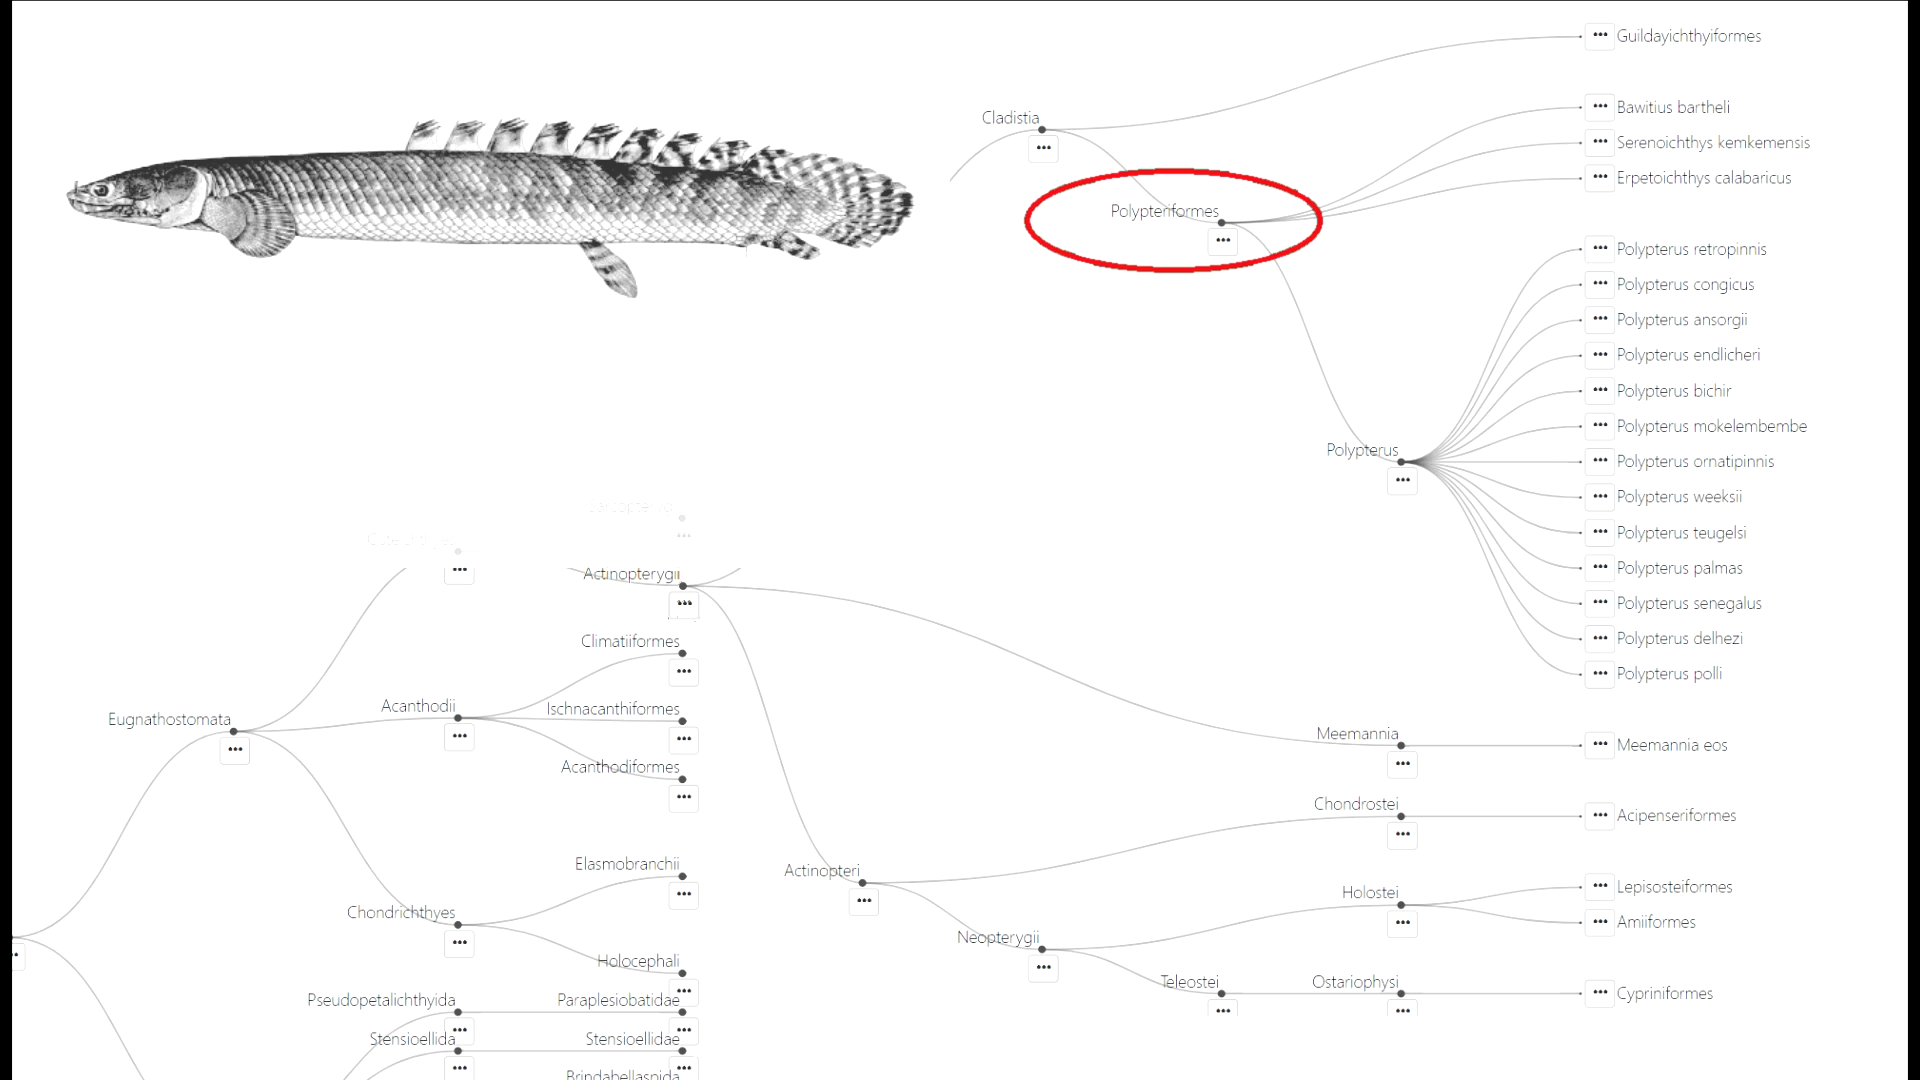 Guildayichthyiformes
Bawitius bartheli
Cladistia
Serenoichthys kemkemensis
Erpetoichthys calabaricus
Polypteriformes
Polypterus retropinnis
Polypterus congicus
Polypterus ansorgii
Polypterus endlicheri
Polypterus bichir
Polypterus mokelembembe
Polypterus
Polypterus ornatipinnis
Polypterus weeksii
Polypterus teugelsi
Polypterus palmas
Actinopterygii
Polypterus senegalus
Climatiiformes
Polypterus delhezi
Polypterus polli
Acanthodii
Ischnacanthiformes
Eugnathostomata
Meemannia
Meemannia eos
Acanthodiformes
Chondrostei
Acipenseriformes
Elasmobranchii
Actinopteri
Holostei
Lepisosteiformes
Chondrichthyes
Amiiformes
Neopterygii
Holocephali
Teleostei
Ostariophysi
Cypriniformes
Pseudopetalichthyida
Paraplesiobatidae
Stensioellida
Stensioellidae
Brindabellaspida